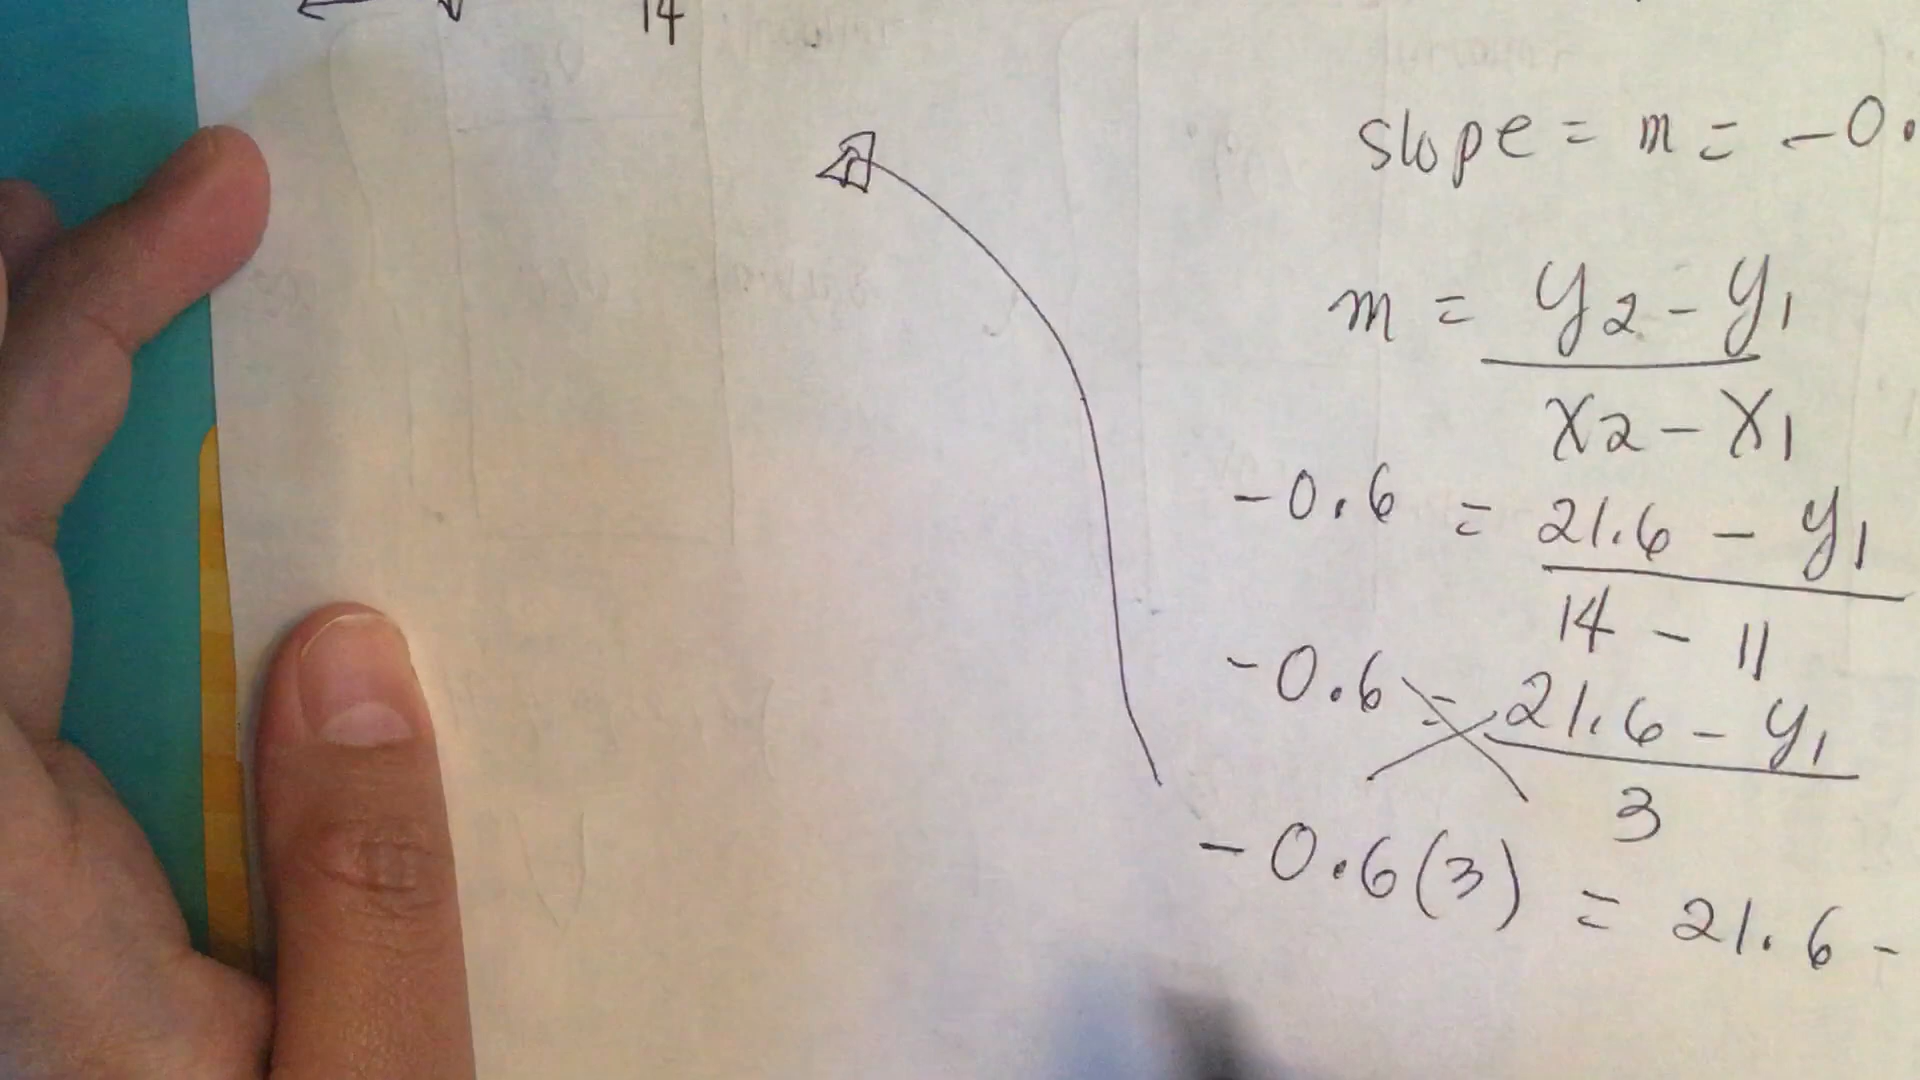 14
slope = m = -0.
m = y2 - y1
x2 - x1
-0.6 = 21.6 - y1
14 - 11
-0.6 = 21.6 - y1
3
-0.6(3) = 21.6 -